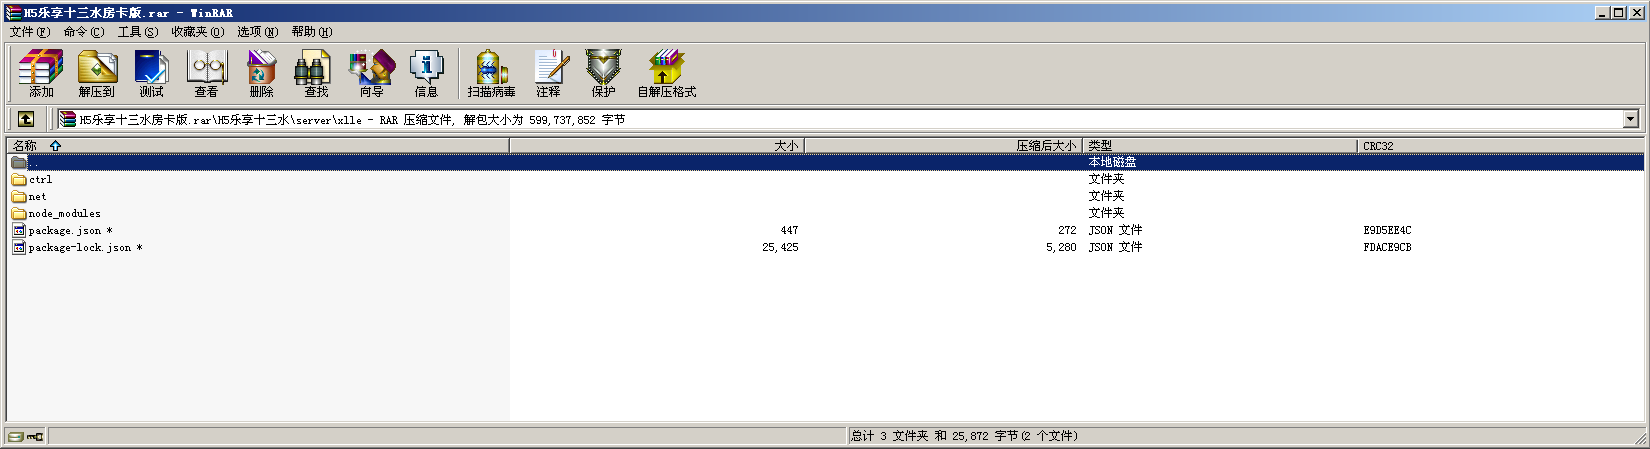 H5乐享十三水房卡版.rar - WinRAR
文件(F) 命令(C) 工具(S) 收藏夹(O) 选项(N) 帮助(H)
添加 解压到 测试 查看 删除 查找 向导 信息 扫描病毒 注释 保护 自解压格式
H5乐享十三水房卡版.rar\H5乐享十三水\server\xlle - RAR 压缩文件, 解包大小为 599,737,852 字节
名称 大小 压缩后大小 类型 CRC32
.. 本地磁盘
ctrl 文件夹
net 文件夹
node_modules 文件夹
package.json * 447 272 JSON 文件 E9D5EE4C
package-lock.json * 25,425 5,280 JSON 文件 FDACE9CB
总计 3 文件夹 和 25,872 字节(2 个文件)